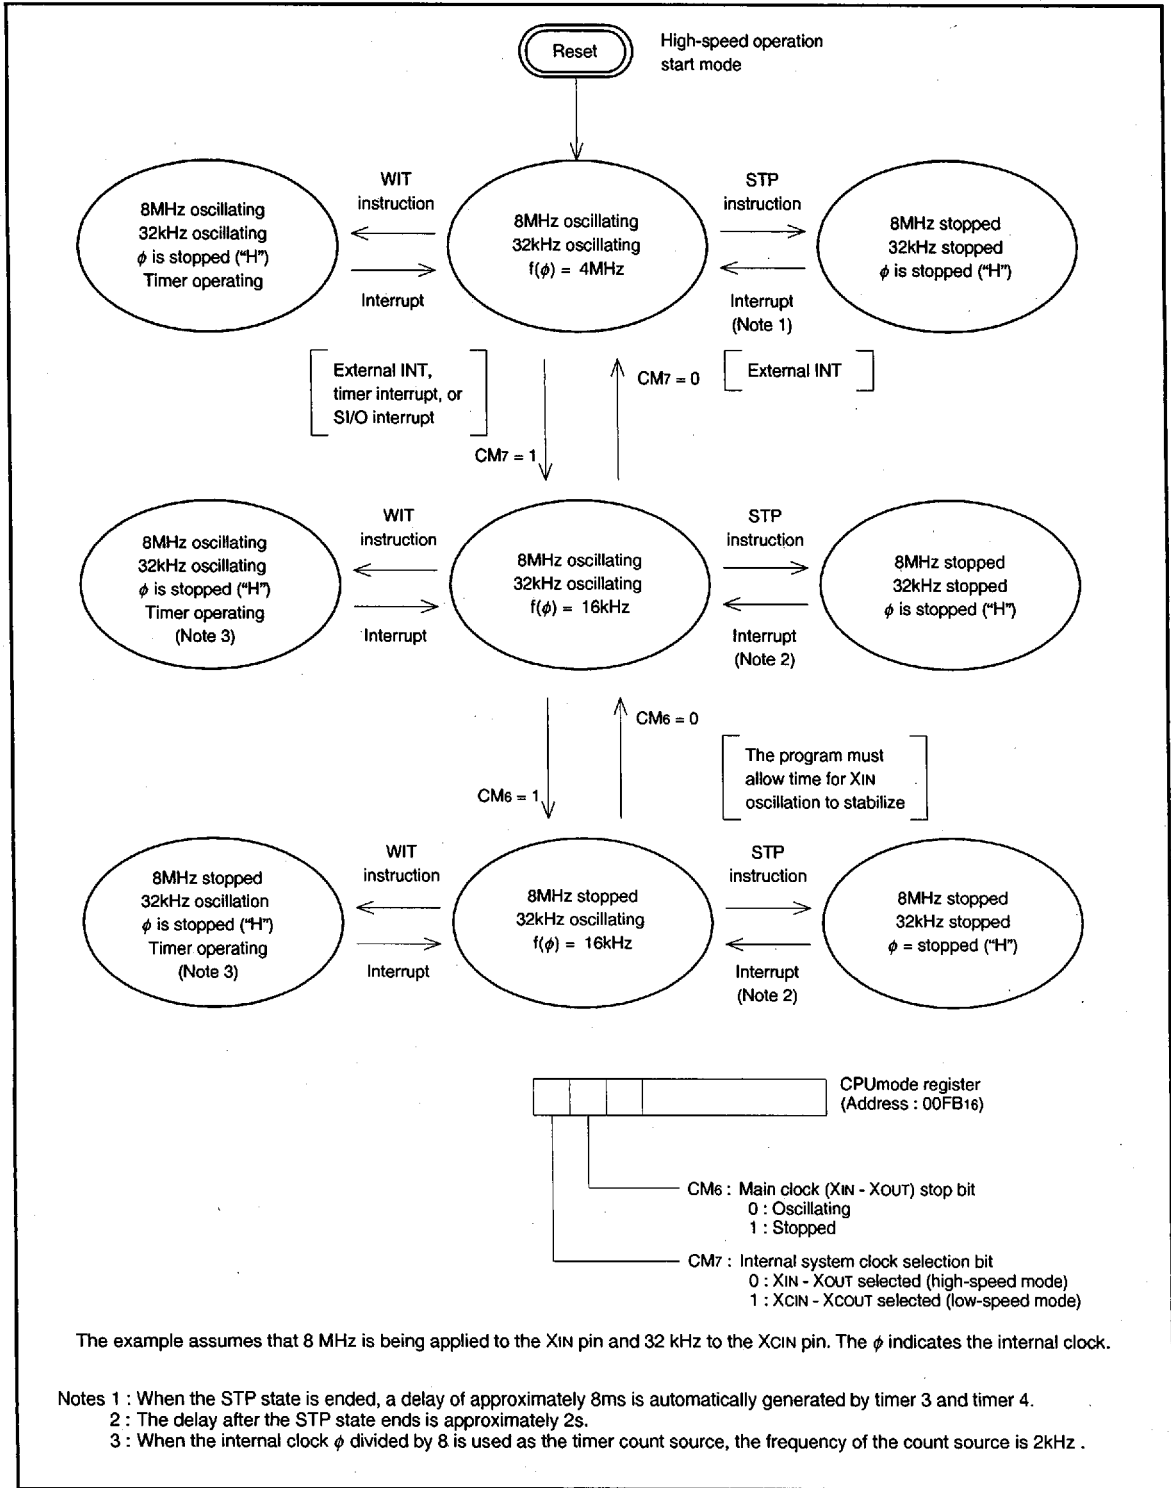 Reset
High-speed operation
start mode
8MHz oscillating
32kHz oscillating
ϕ is stopped ("H")
Timer operating
WIT
instruction
Interrupt
8MHz oscillating
32kHz oscillating
f(ϕ) = 4MHz
STP
instruction
Interrupt
(Note 1)
8MHz stopped
32kHz stopped
ϕ is stopped ("H")
External INT,
timer interrupt, or
SI/O interrupt
CM7 = 1
CM7 = 0
External INT
8MHz oscillating
32kHz oscillating
ϕ is stopped ("H")
Timer operating
(Note 3)
WIT
instruction
Interrupt
8MHz oscillating
32kHz oscillating
f(ϕ) = 16kHz
STP
instruction
Interrupt
(Note 2)
8MHz stopped
32kHz stopped
ϕ is stopped ("H")
CM6 = 1
CM6 = 0
The program must
allow time for XIN
oscillation to stabilize
8MHz stopped
32kHz oscillation
ϕ is stopped ("H")
Timer operating
(Note 3)
WIT
instruction
Interrupt
8MHz stopped
32kHz oscillating
f(ϕ) = 16kHz
STP
instruction
Interrupt
(Note 2)
8MHz stopped
32kHz stopped
ϕ = stopped ("H")
CPUmode register
(Address : 00FB16)
CM6 : Main clock (XIN - XOUT) stop bit
0 : Oscillating
1 : Stopped
CM7 : Internal system clock selection bit
0 : XIN - XOUT selected (high-speed mode)
1 : XCIN - XCOUT selected (low-speed mode)
The example assumes that 8 MHz is being applied to the XIN pin and 32 kHz to the XCIN pin. The ϕ indicates the internal clock.
Notes 1 : When the STP state is ended, a delay of approximately 8ms is automatically generated by timer 3 and timer 4.
2 : The delay after the STP state ends is approximately 2s.
3 : When the internal clock ϕ divided by 8 is used as the timer count source, the frequency of the count source is 2kHz .